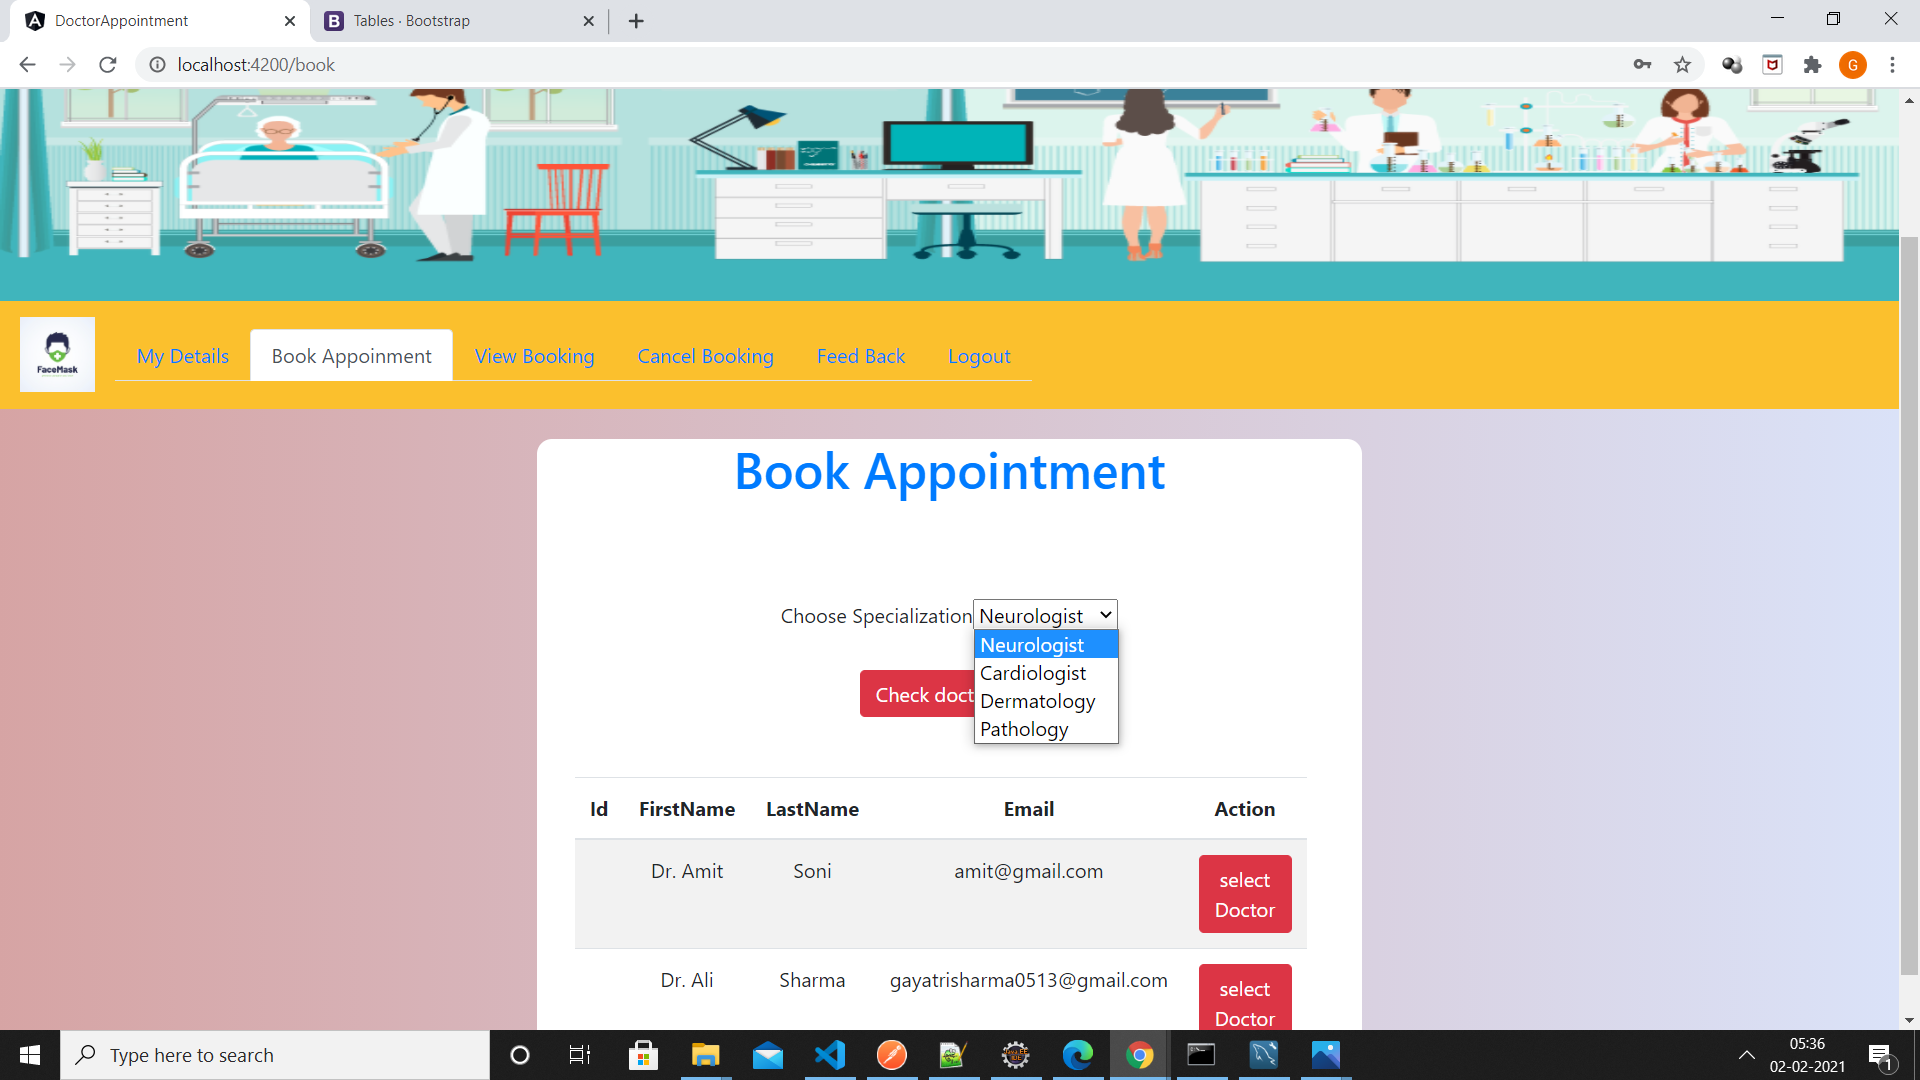 DoctorAppointment
B Tables · Bootstrap
localhost:4200/book
G
CHEMISTRY
FaceMask
My Details Book Appoinment View Booking Cancel Booking Feed Back Logout
Book Appointment
Choose Specialization Neurologist
Neurologist
Cardiologist
Dermatology
Pathology
Check doct
Id FirstName LastName Email Action
Dr. Amit Soni amit@gmail.com select Doctor
Dr. Ali Sharma gayatrisharma0513@gmail.com select Doctor
Type here to search
05:36
02-02-2021
1